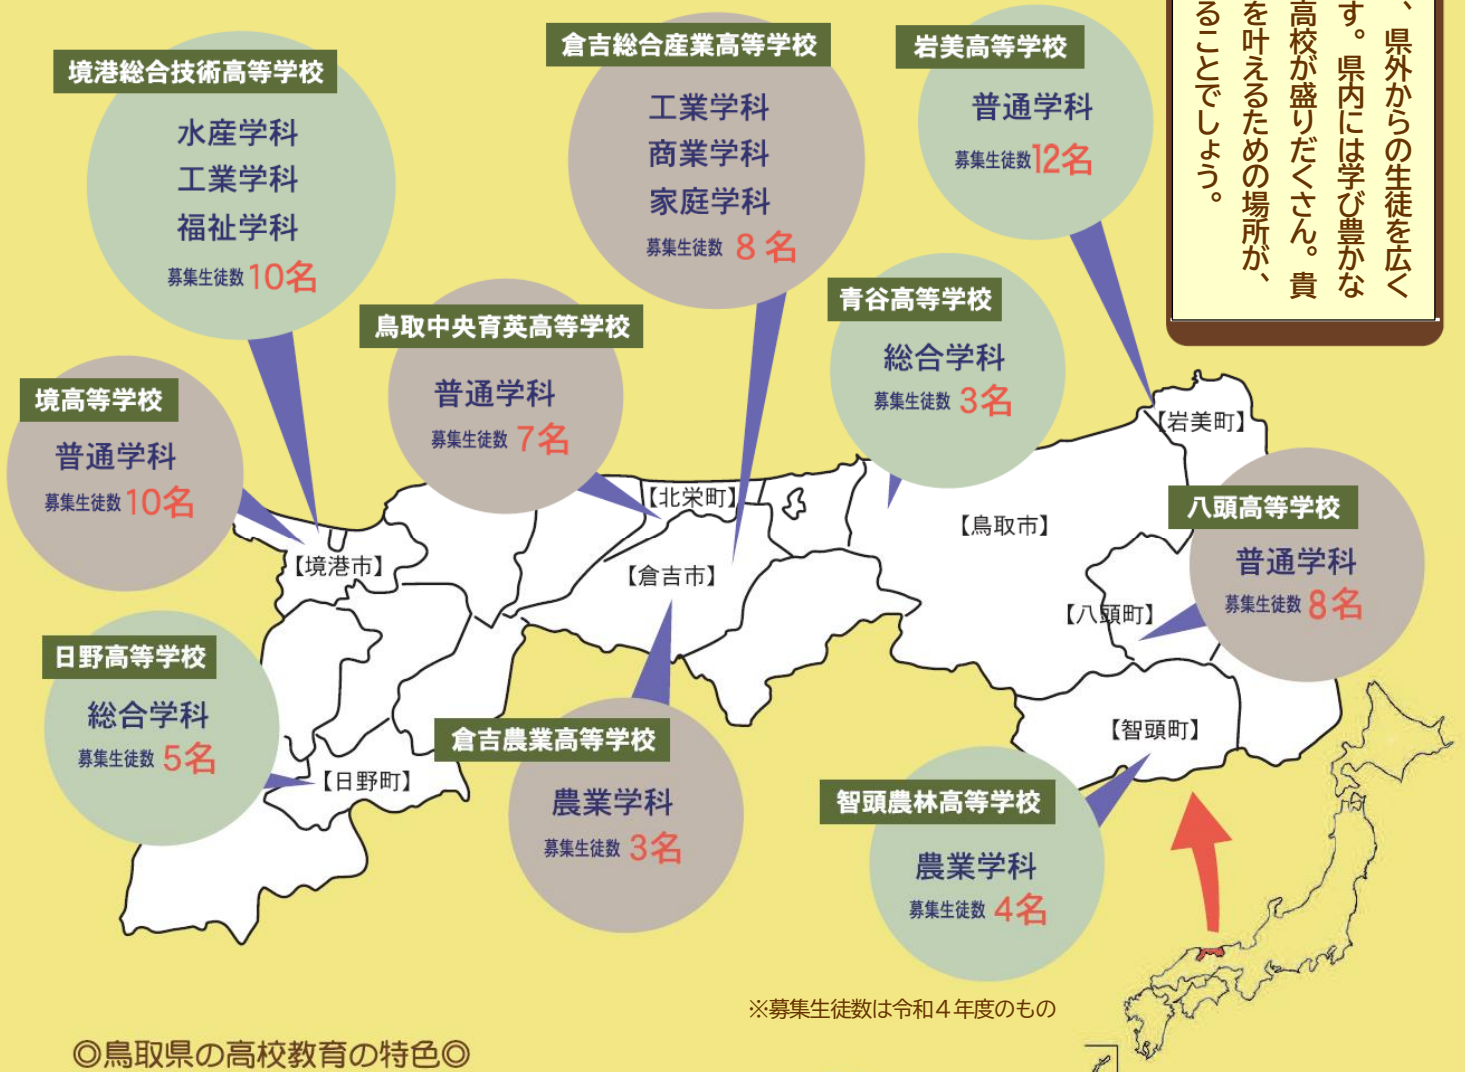 、県外からの生徒を広く
す。県内には学び豊かな
高校が盛りだくさん。貴
を叶えるための場所が、
ることでしょう。
境港総合技術高等学校
水産学科
工業学科
福祉学科
募集生徒数 10名
倉吉総合産業高等学校
工業学科
商業学科
家庭学科
募集生徒数 8名
岩美高等学校
普通学科
募集生徒数 12名
鳥取中央育英高等学校
普通学科
募集生徒数 7名
青谷高等学校
総合学科
募集生徒数 3名
境高等学校
普通学科
募集生徒数 10名
八頭高等学校
普通学科
募集生徒数 8名
日野高等学校
総合学科
募集生徒数 5名
倉吉農業高等学校
農業学科
募集生徒数 3名
智頭農林高等学校
農業学科
募集生徒数 4名
【岩美町】
【北栄町】
【鳥取市】
【境港市】
【倉吉市】
【八頭町】
【智頭町】
【日野町】
※募集生徒数は令和４年度のもの
◎鳥取県の高校教育の特色◎